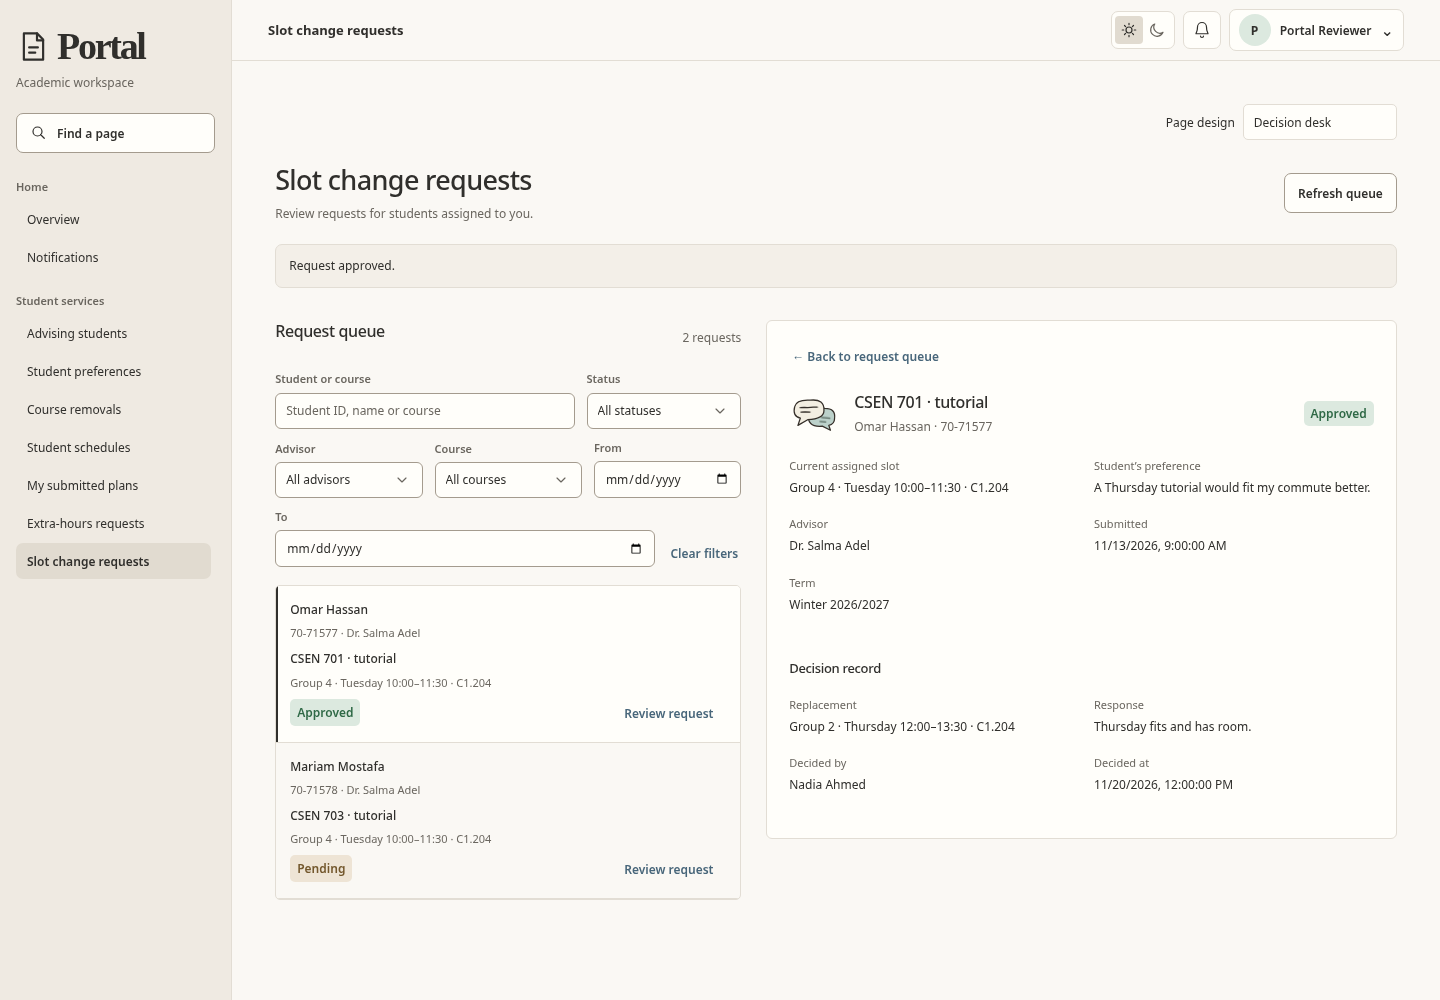 Portal
Academic workspace
Find a page
Home
Overview
Notifications
Student services
Advising students
Student preferences
Course removals
Student schedules
My submitted plans
Extra-hours requests
Slot change requests
Slot change requests
P
Portal Reviewer
Page design
Decision desk
Slot change requests
Review requests for students assigned to you.
Refresh queue
Request approved.
Request queue
2 requests
Student or course
Status
Student ID, name or course
All statuses
Advisor
Course
From
All advisors
All courses
mm/dd/yyyy
To
mm/dd/yyyy
Clear filters
Omar Hassan
70-71577 · Dr. Salma Adel
CSEN 701 · tutorial
Group 4 · Tuesday 10:00–11:30 · C1.204
Approved
Review request
Mariam Mostafa
70-71578 · Dr. Salma Adel
CSEN 703 · tutorial
Group 4 · Tuesday 10:00–11:30 · C1.204
Pending
Review request
← Back to request queue
CSEN 701 · tutorial
Omar Hassan · 70-71577
Approved
Current assigned slot
Group 4 · Tuesday 10:00–11:30 · C1.204
Student’s preference
A Thursday tutorial would fit my commute better.
Advisor
Dr. Salma Adel
Submitted
11/13/2026, 9:00:00 AM
Term
Winter 2026/2027
Decision record
Replacement
Group 2 · Thursday 12:00–13:30 · C1.204
Response
Thursday fits and has room.
Decided by
Nadia Ahmed
Decided at
11/20/2026, 12:00:00 PM